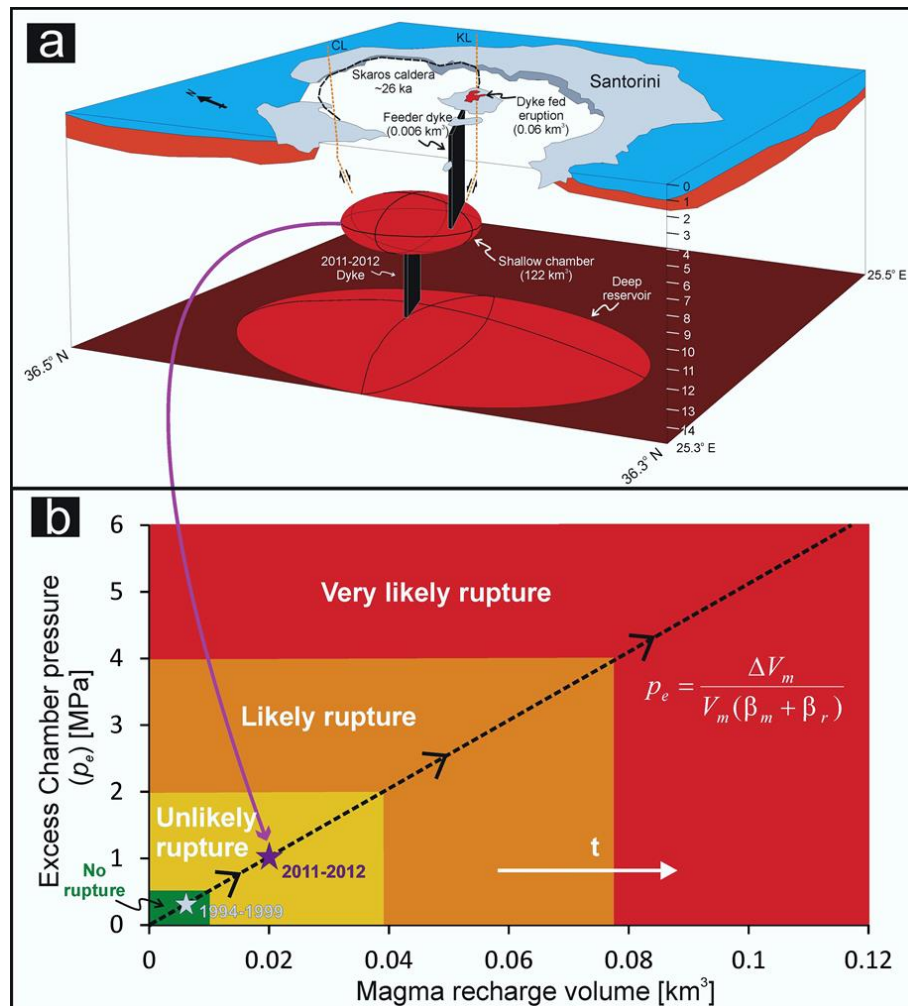 a
CL
KL
Skaros caldera
~26 ka
Santorini
N
Feeder dyke
(0.006 km³)
Dyke fed
eruption
(0.06 km³)
0
1
2
3
4
5
6
7
8
9
10
11
12
13
14
2011-2012
Dyke
Shallow chamber
(122 km³)
Deep
reservoir
25.5° E
36.5° N
36.3° N
25.3° E
b
Excess Chamber pressure
(pₑ) [MPa]
6
5
4
3
2
1
0
Very likely rupture
pₑ = ΔVₘ / Vₘ(βₘ + βᵣ)
Likely rupture
Unlikely
rupture
t
2011-2012
No
rupture
1994-1999
0 0.02 0.04 0.06 0.08 0.1 0.12
Magma recharge volume [km³]